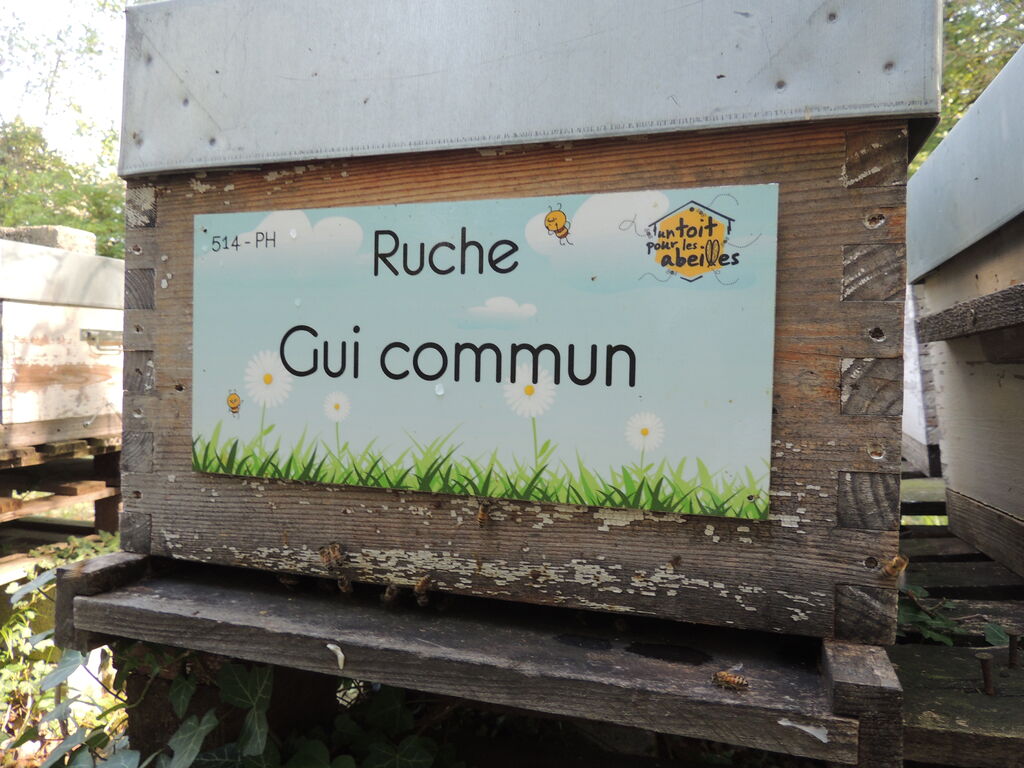 514 - PH
Ruche
un toit
pour les
abeilles
Gui commun